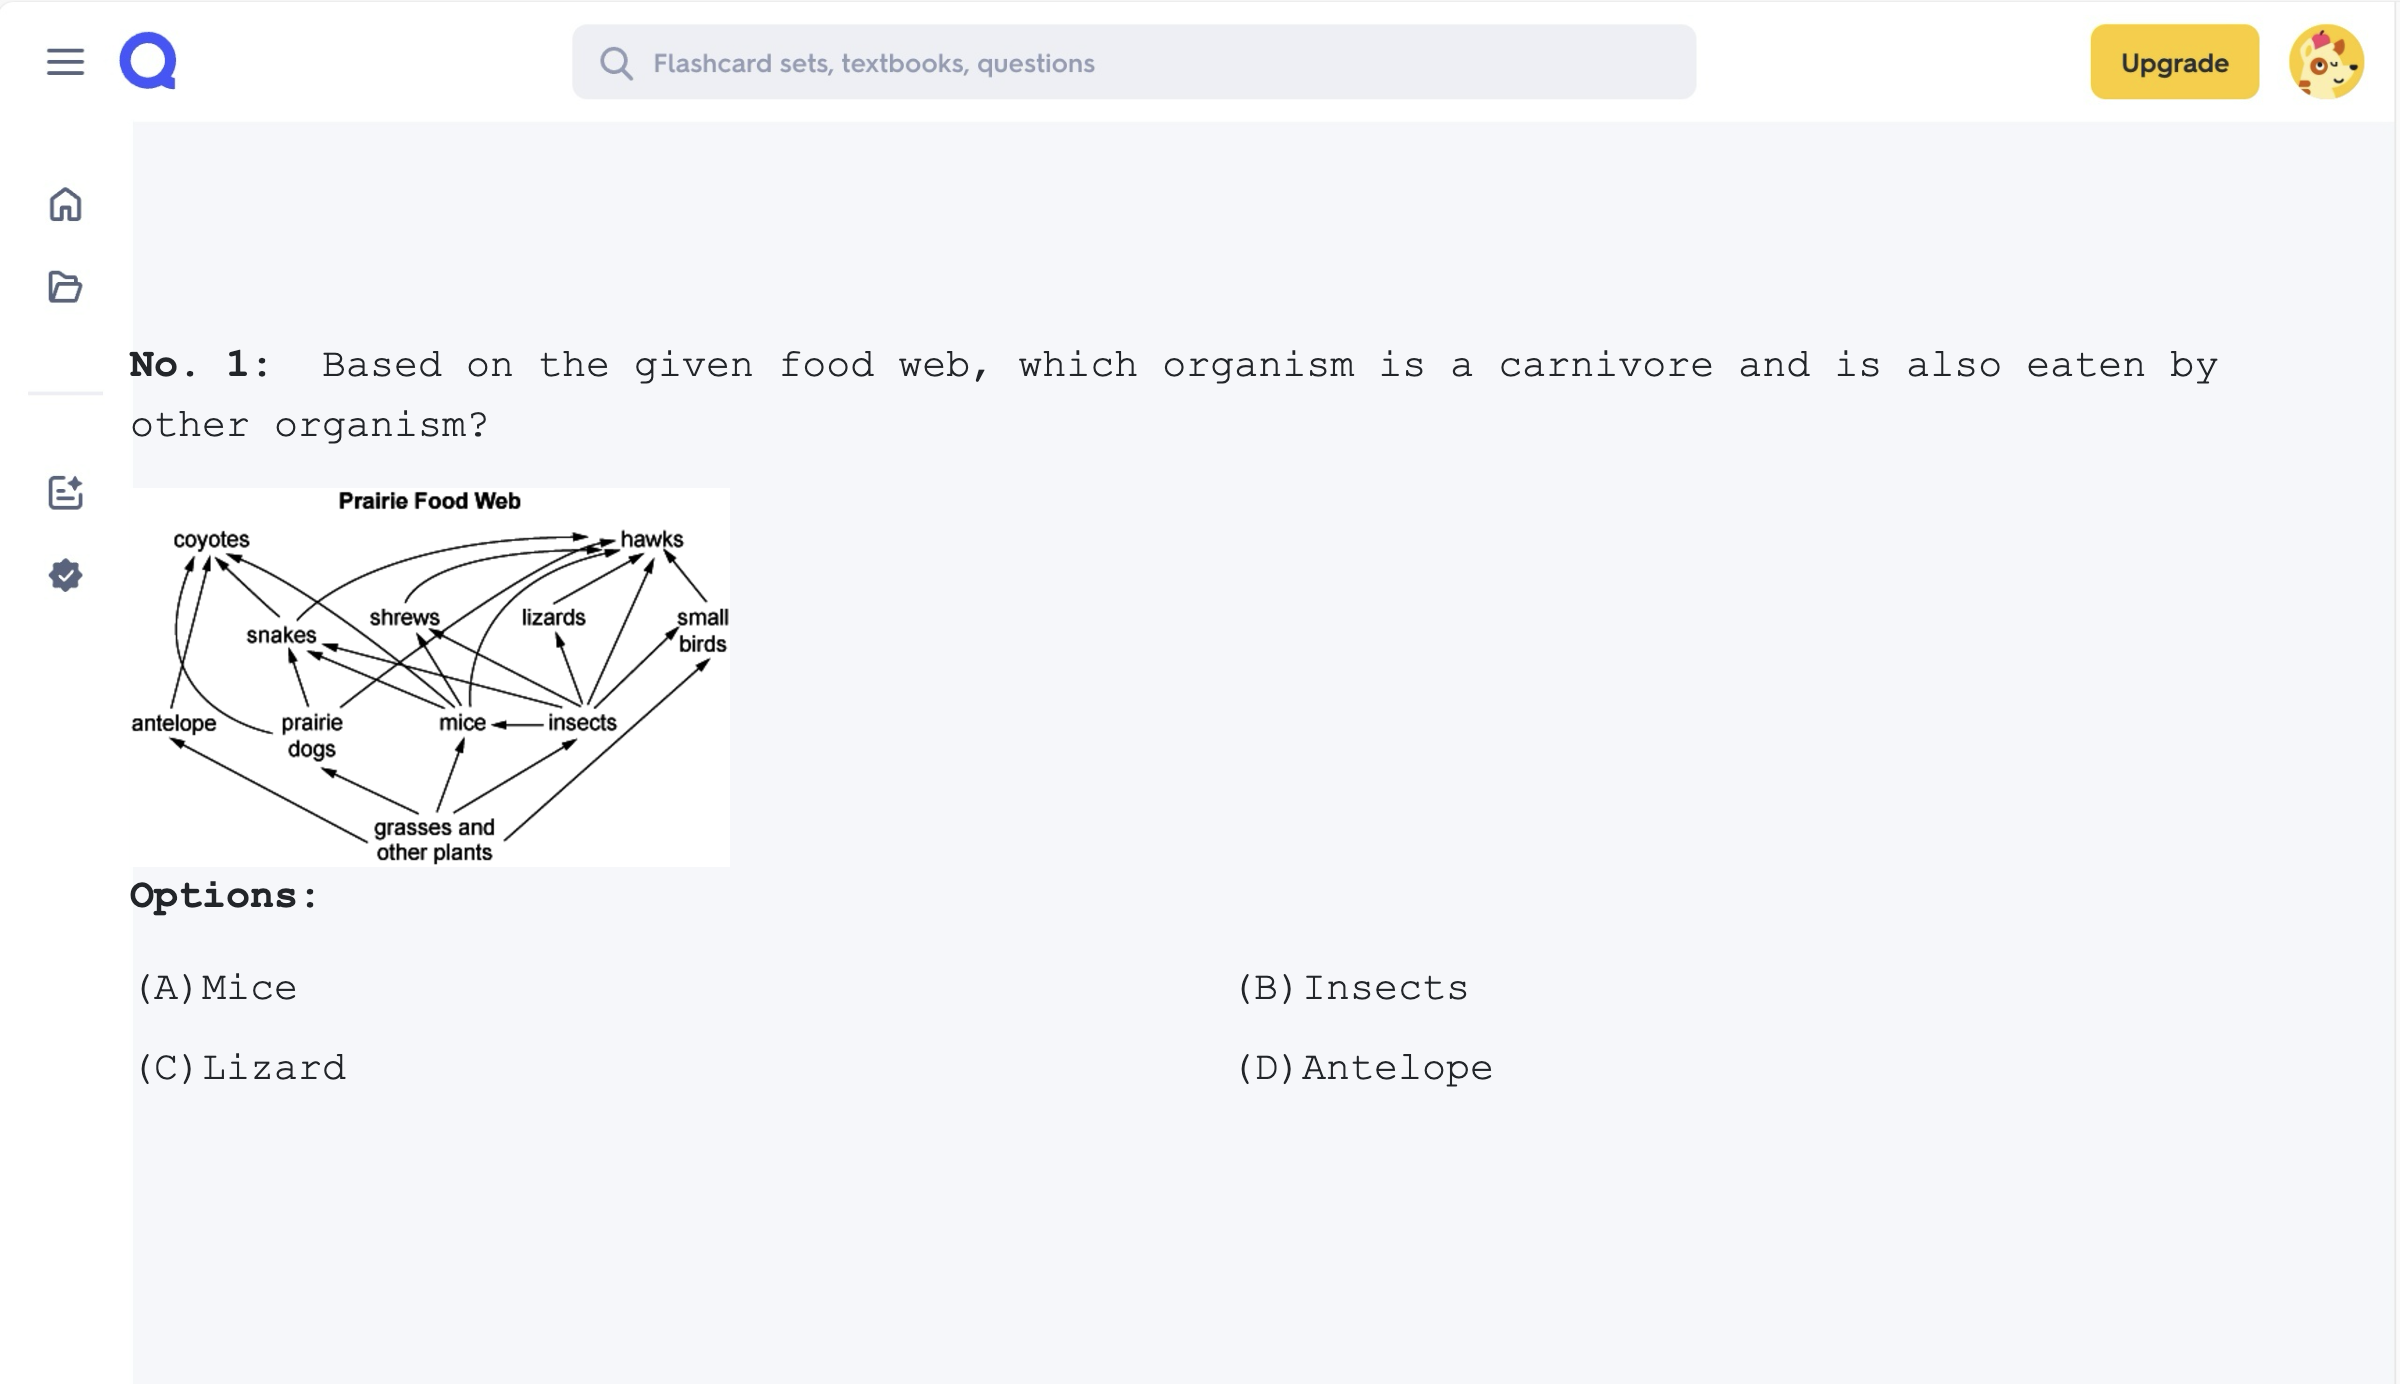 Flashcard sets, textbooks, questions
Upgrade
No. 1: Based on the given food web, which organism is a carnivore and is also eaten by
other organism?
Prairie Food Web
coyotes
hawks
shrews
lizards
small
birds
snakes
antelope
prairie
dogs
mice
insects
grasses and
other plants
Options:
(A) Mice
(B) Insects
(C) Lizard
(D) Antelope